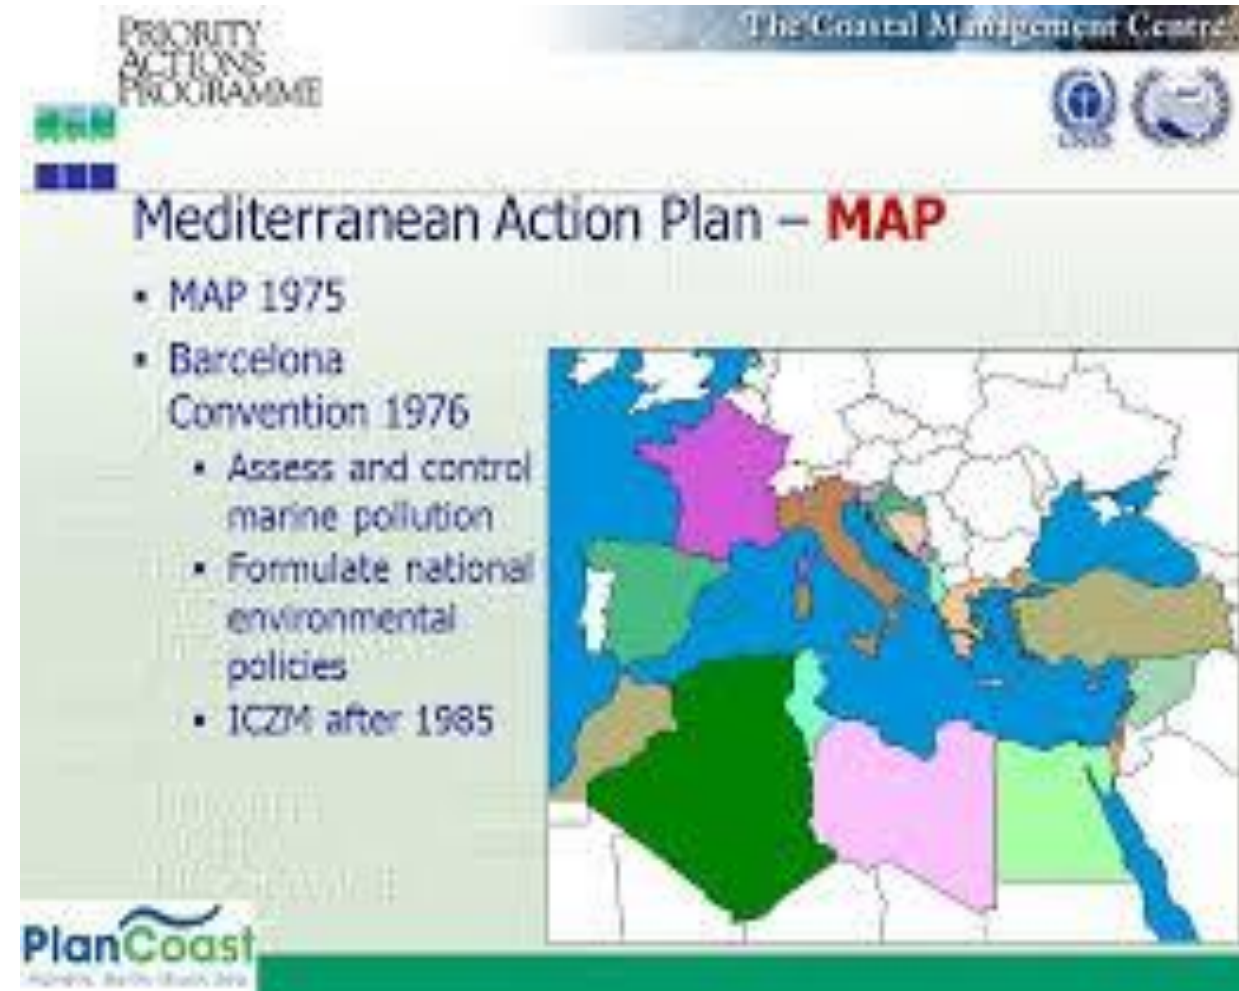 PRIORITY
ACTIONS
PROGRAMME
The Coastal Management Centre
UNEP
Mediterranean Action Plan – MAP
▪ MAP 1975
▪ Barcelona
Convention 1976
▪ Assess and control
marine pollution
▪ Formulate national
environmental
policies
▪ ICZM after 1985
PlanCoast